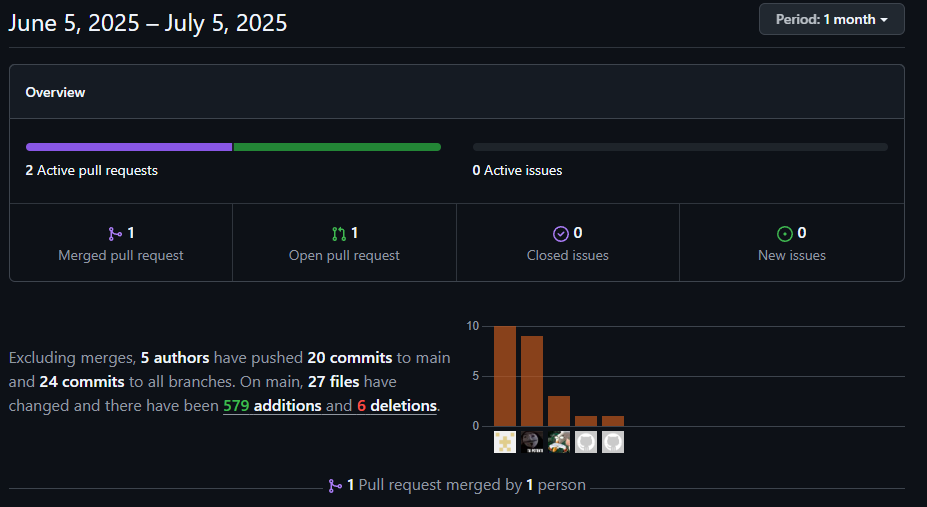 June 5, 2025 – July 5, 2025
Period: 1 month
Overview
2 Active pull requests
0 Active issues
1
Merged pull request
1
Open pull request
0
Closed issues
0
New issues
Excluding merges, 5 authors have pushed 20 commits to main
and 24 commits to all branches. On main, 27 files have
changed and there have been 579 additions and 6 deletions.
10
5
0
1 Pull request merged by 1 person